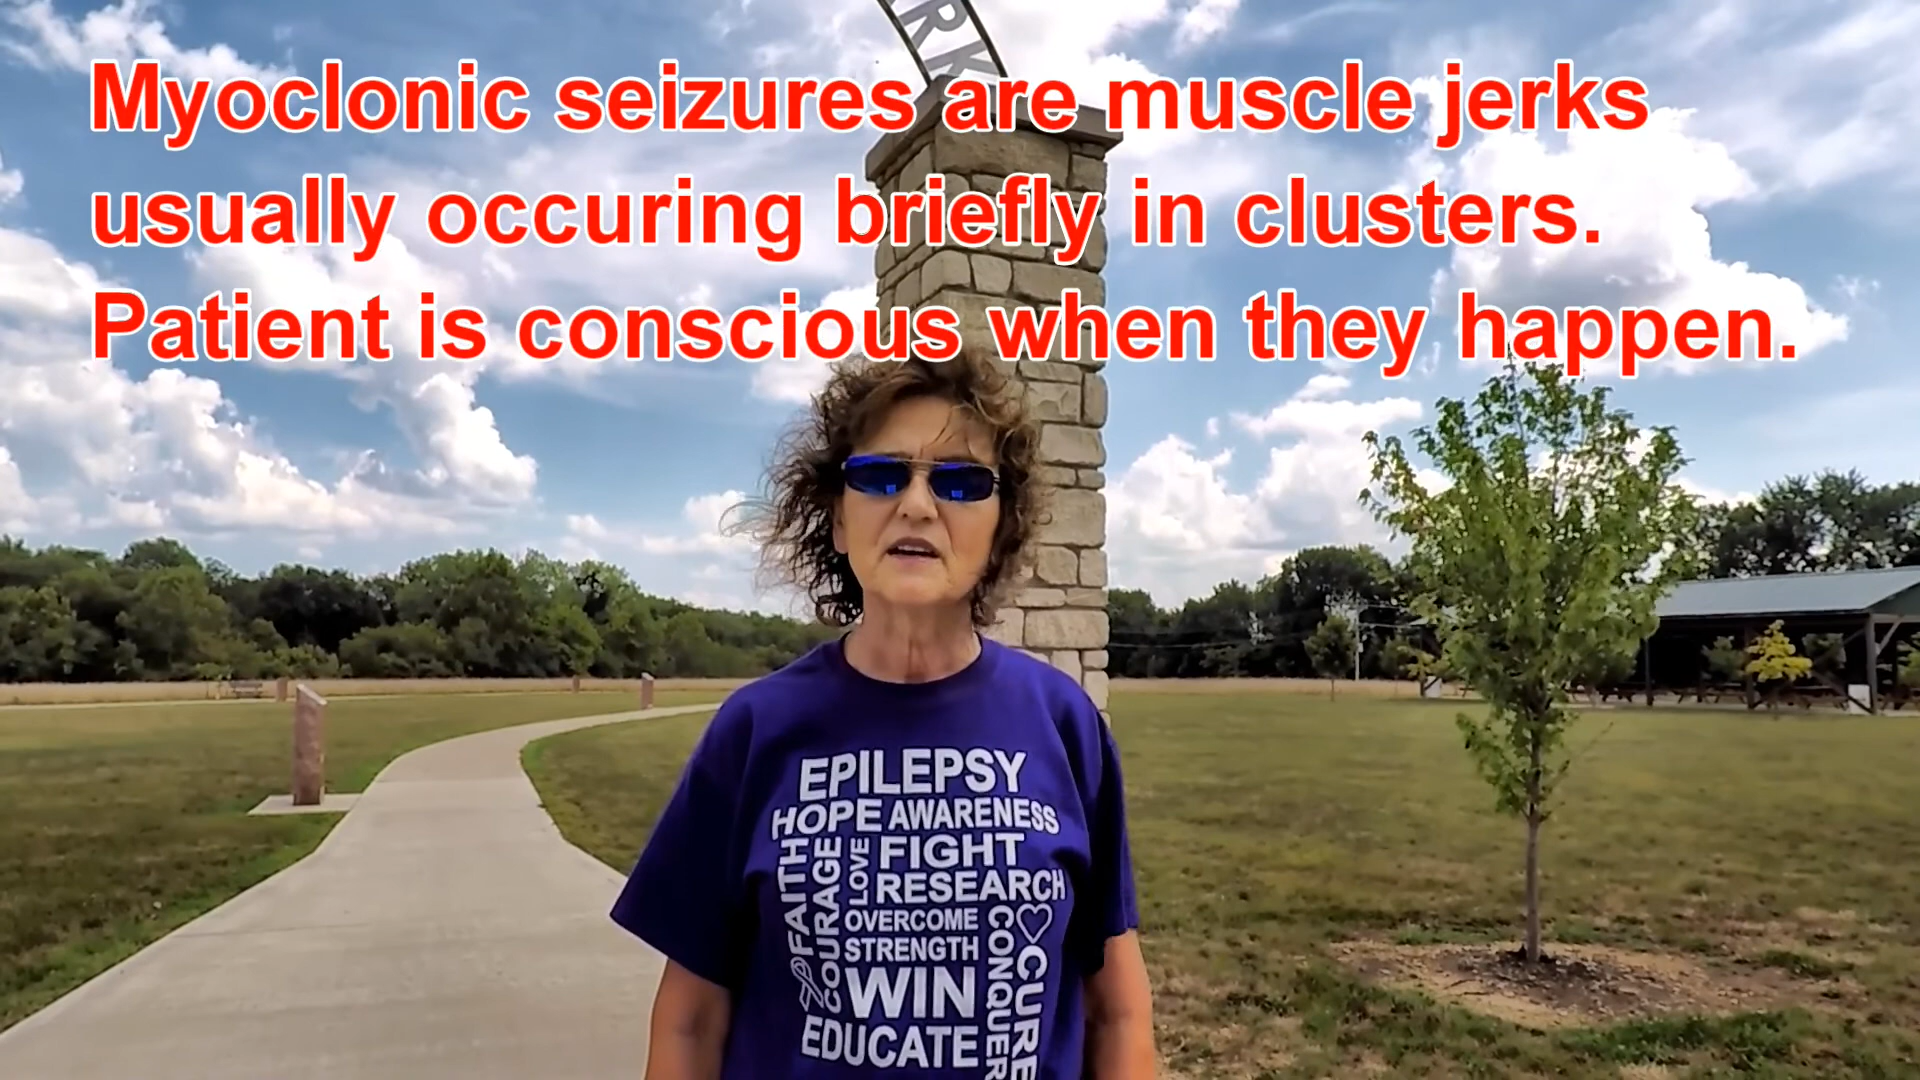 RK
Myoclonic seizures are muscle jerks
usually occuring briefly in clusters.
Patient is conscious when they happen.
EPILEPSY
HOPE AWARENESS
FAITH
COURAGE
LOVE
FIGHT
RESEARCH
OVERCOME
STRENGTH
WIN
EDUCATE
CONQUER
CURE